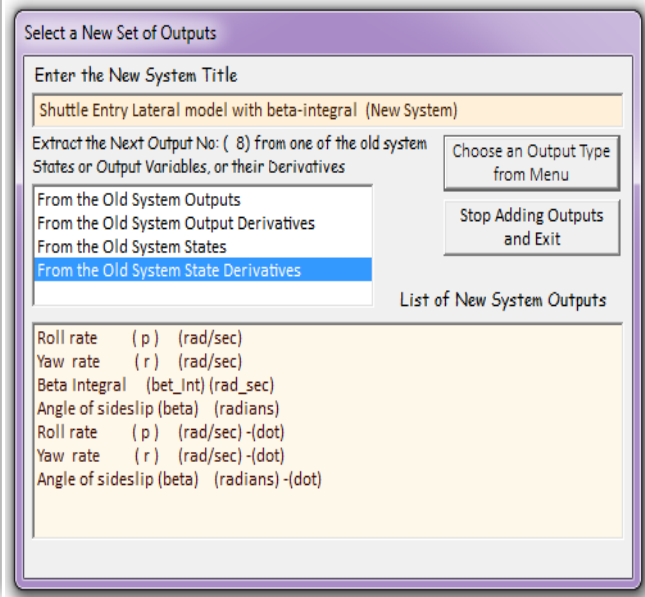 Select a New Set of Outputs
Enter the New System Title
Shuttle Entry Lateral model with beta-integral (New System)
Extract the Next Output No: ( 8) from one of the old system
States or Output Variables, or their Derivatives
Choose an Output Type
from Menu
From the Old System Outputs
From the Old System Output Derivatives
From the Old System States
From the Old System State Derivatives
Stop Adding Outputs
and Exit
List of New System Outputs
Roll rate ( p ) (rad/sec)
Yaw rate ( r ) (rad/sec)
Beta Integral (bet_Int) (rad_sec)
Angle of sideslip (beta) (radians)
Roll rate ( p ) (rad/sec) -(dot)
Yaw rate ( r ) (rad/sec) -(dot)
Angle of sideslip (beta) (radians) -(dot)